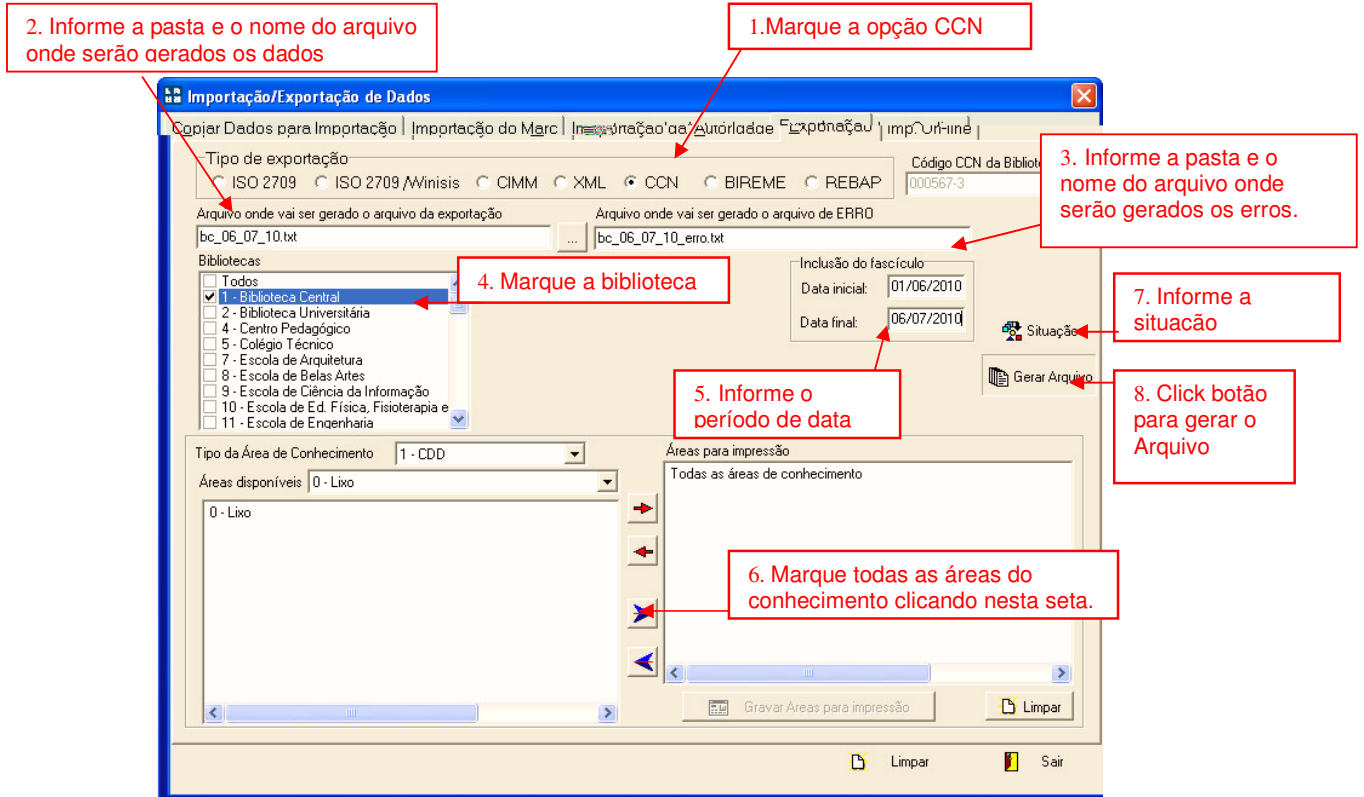 2. Informe a pasta e o nome do arquivo
onde serão gerados os dados
1.Marque a opção CCN
Importação/Exportação de Dados
Copiar Dados para Importação
Importação do Marc
Tipo de exportação
ISO 2709
ISO 2709 /Winisis
CIMM
XML
CCN
BIREME
REBAP
Código CCN da
000567-3
3. Informe a pasta e o
nome do arquivo onde
serão gerados os erros.
Arquivo onde vai ser gerado o arquivo da exportação
bc_06_07_10.txt
...
Arquivo onde vai ser gerado o arquivo de ERRO
bc_06_07_10_erro.txt
Bibliotecas
Todos
1 - Biblioteca Central
2 - Biblioteca Universitária
4 - Centro Pedagógico
5 - Colégio Técnico
7 - Escola de Arquitetura
8 - Escola de Belas Artes
9 - Escola de Ciência da Informação
10 - Escola de Ed. Física, Fisioterapia e
11 - Escola de Engenharia
4. Marque a biblioteca
Inclusão do fascículo
Data inicial:
01/06/2010
Data final:
06/07/2010
5. Informe o
período de data
Situação
7. Informe a
situação
Gerar Arquivo
8. Click botão
para gerar o
Arquivo
Tipo da Área de Conhecimento
1 - CDD
Áreas disponíveis
0 - Lixo
0 - Lixo
Áreas para impressão
Todas as áreas de conhecimento
6. Marque todas as áreas do
conhecimento clicando nesta seta.
Gravar Areas para impressão
Limpar
Limpar
Sair